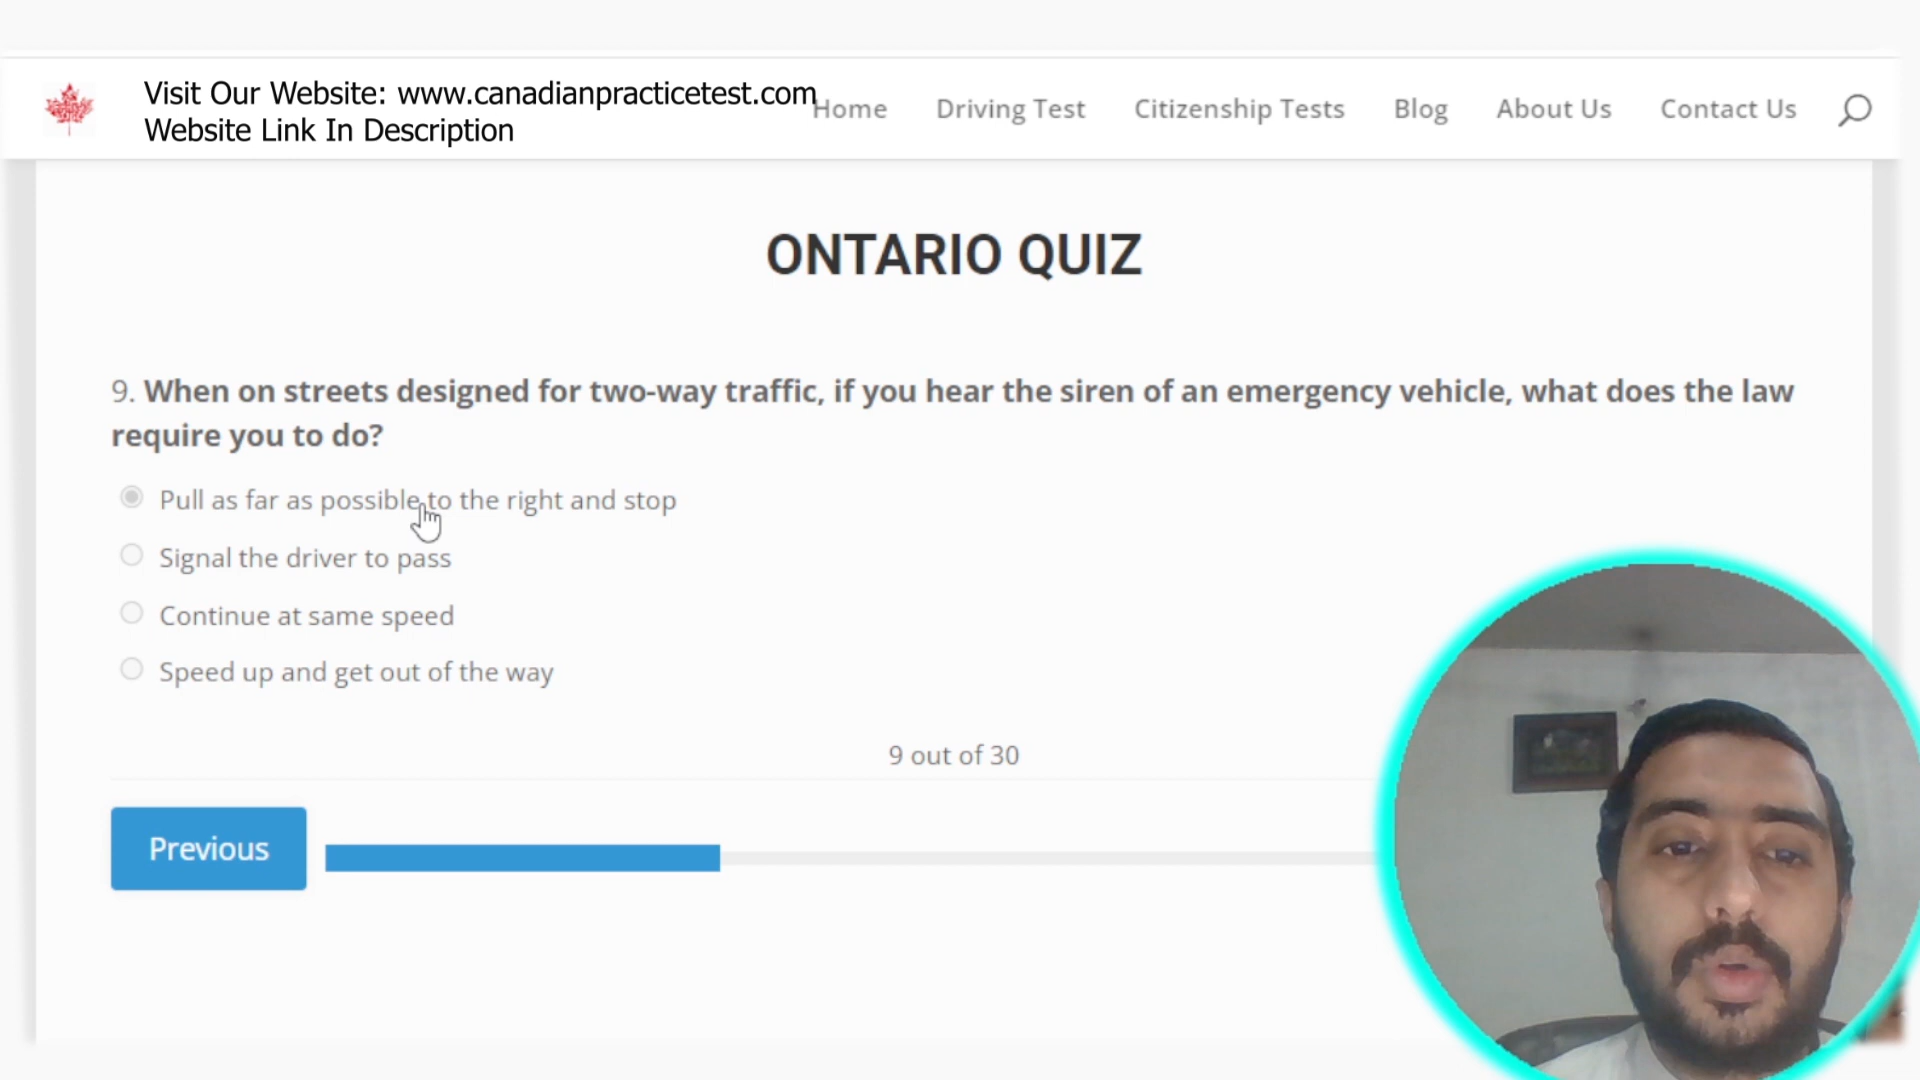 Visit Our Website: www.canadianpracticetest.com
Website Link In Description
Home Driving Test Citizenship Tests Blog About Us Contact Us
ONTARIO QUIZ
9. When on streets designed for two-way traffic, if you hear the siren of an emergency vehicle, what does the law
require you to do?
Pull as far as possible to the right and stop
Signal the driver to pass
Continue at same speed
Speed up and get out of the way
9 out of 30
Previous